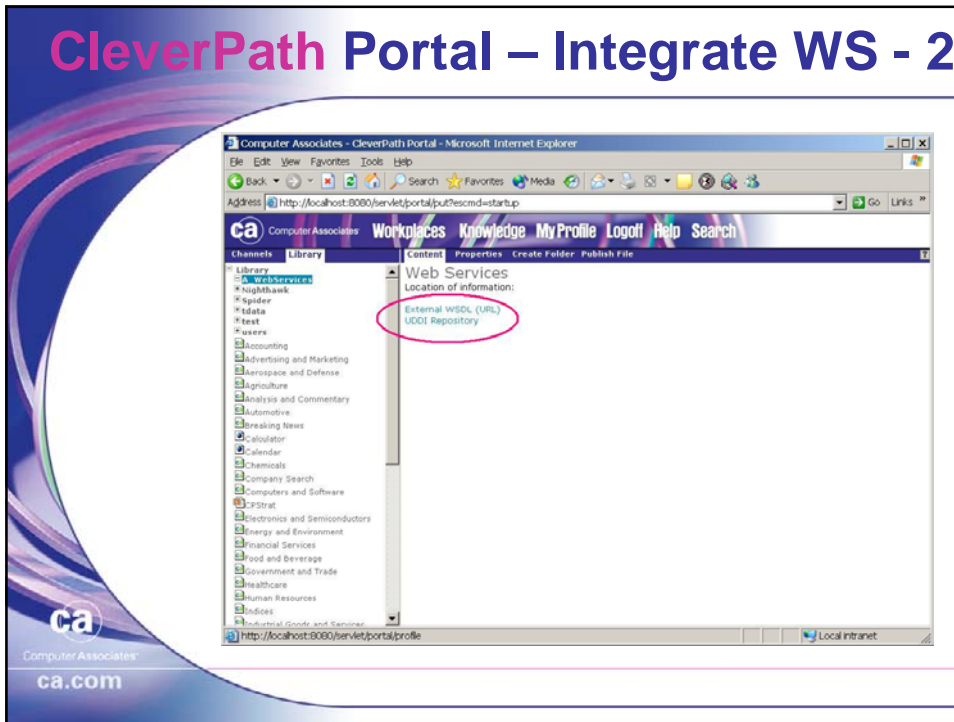 CleverPath Portal – Integrate WS - 2
Computer Associates - CleverPath Portal - Microsoft Internet Explorer
File Edit View Favorites Tools Help
Back Search Favorites Media
Address http://localhost:8080/servlet/portal/put?escmd=startup Go Links »
ca Computer Associates Workplaces Knowledge My Profile Logoff Help Search
Channels Library Content Properties Create Folder Publish File ?
Library
A_WebServices
Nighthawk
Spider
tdata
test
users
Accounting
Advertising and Marketing
Aerospace and Defense
Agriculture
Analysis and Commentary
Automotive
Breaking News
Calculator
Calendar
Chemicals
Company Search
Computers and Software
CPStrat
Electronics and Semiconductors
Energy and Environment
Financial Services
Food and Beverage
Government and Trade
Healthcare
Human Resources
Indices
Industrial Goods and Services
Web Services
Location of information:
External WSDL (URL)
UDDI Repository
http://localhost:8080/servlet/portal/profile Local intranet
ca
Computer Associates™
ca.com